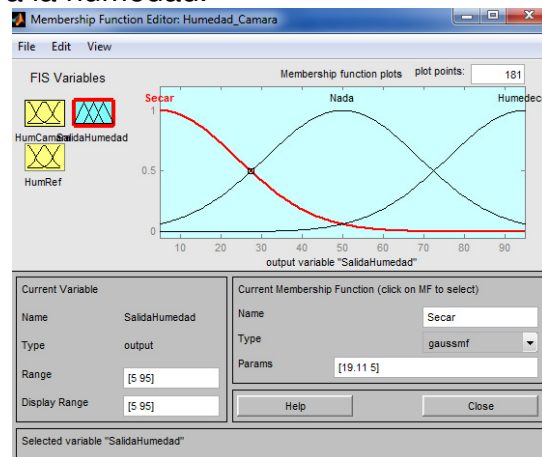 a la humedad.
Membership Function Editor: Humedad_Camara
File Edit View
FIS Variables
HumCamara SalidaHumedad
HumRef
Membership function plots plot points: 181
Secar Nada Humedec
1
0.5
0
10 20 30 40 50 60 70 80 90
output variable "SalidaHumedad"
Current Variable
Name SalidaHumedad
Type output
Range [5 95]
Display Range [5 95]
Current Membership Function (click on MF to select)
Name Secar
Type gaussmf
Params [19.11 5]
Help Close
Selected variable "SalidaHumedad"